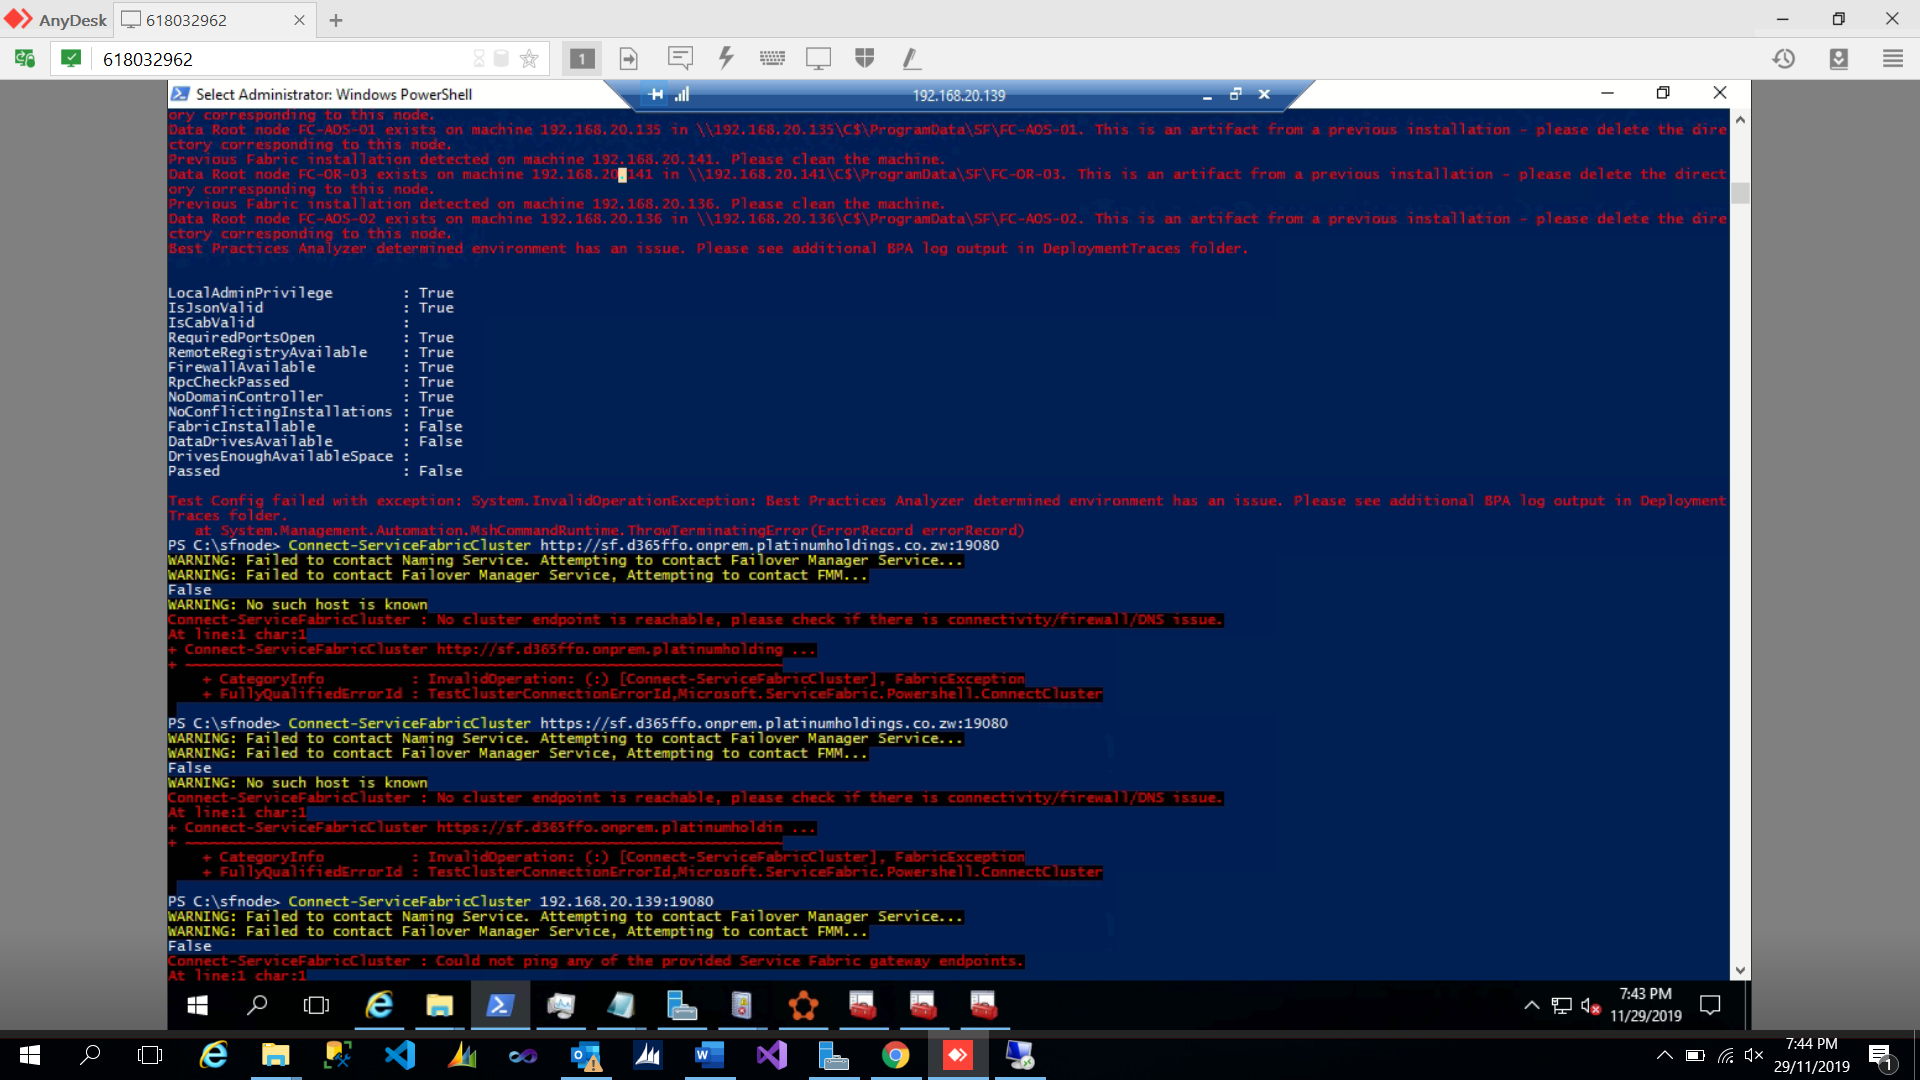 AnyDesk
618032962
618032962
1
Select Administrator: Windows PowerShell
192.168.20.139
ory corresponding to this node.
Data Root node FC-AOS-01 exists on machine 192.168.20.135 in \\192.168.20.135\C$\ProgramData\SF\FC-AOS-01. This is an artifact from a previous installation - please delete the dire
ctory corresponding to this node.
Previous Fabric installation detected on machine 192.168.20.141. Please clean the machine.
Data Root node FC-OR-03 exists on machine 192.168.20.141 in \\192.168.20.141\C$\ProgramData\SF\FC-OR-03. This is an artifact from a previous installation - please delete the direct
ory corresponding to this node.
Previous Fabric installation detected on machine 192.168.20.136. Please clean the machine.
Data Root node FC-AOS-02 exists on machine 192.168.20.136 in \\192.168.20.136\C$\ProgramData\SF\FC-AOS-02. This is an artifact from a previous installation - please delete the dire
ctory corresponding to this node.
Best Practices Analyzer determined environment has an issue. Please see additional BPA log output in DeploymentTraces folder.
LocalAdminPrivilege : True
IsJsonValid : True
IsCabValid :
RequiredPortsOpen : True
RemoteRegistryAvailable : True
FirewallAvailable : True
RpcCheckPassed : True
NoDomainController : True
NoConflictingInstallations : True
FabricInstallable : False
DataDrivesAvailable : False
DrivesEnoughAvailableSpace :
Passed : False
Test Config failed with exception: System.InvalidOperationException: Best Practices Analyzer determined environment has an issue. Please see additional BPA log output in Deployment
Traces folder.
at System.Management.Automation.MshCommandRuntime.ThrowTerminatingError(ErrorRecord errorRecord)
PS C:\sfnode> Connect-ServiceFabricCluster http://sf.d365ffo.onprem.platinumholdings.co.zw:19080
WARNING: Failed to contact Naming Service. Attempting to contact Failover Manager Service...
WARNING: Failed to contact Failover Manager Service, Attempting to contact FMM...
False
WARNING: No such host is known
Connect-ServiceFabricCluster : No cluster endpoint is reachable, please check if there is connectivity/firewall/DNS issue.
At line:1 char:1
+ Connect-ServiceFabricCluster http://sf.d365ffo.onprem.platinumholding ...
+ ~~~~~~~~~~~~~~~~~~~~~~~~~~~~~~~~~~~~~~~~~~~~~~~~~~~~~~~~~~~~~~~~~~~~~
+ CategoryInfo : InvalidOperation: (:) [Connect-ServiceFabricCluster], FabricException
+ FullyQualifiedErrorId : TestClusterConnectionErrorId,Microsoft.ServiceFabric.Powershell.ConnectCluster
PS C:\sfnode> Connect-ServiceFabricCluster https://sf.d365ffo.onprem.platinumholdings.co.zw:19080
WARNING: Failed to contact Naming Service. Attempting to contact Failover Manager Service...
WARNING: Failed to contact Failover Manager Service, Attempting to contact FMM...
False
WARNING: No such host is known
Connect-ServiceFabricCluster : No cluster endpoint is reachable, please check if there is connectivity/firewall/DNS issue.
At line:1 char:1
+ Connect-ServiceFabricCluster https://sf.d365ffo.onprem.platinumholdin ...
+ ~~~~~~~~~~~~~~~~~~~~~~~~~~~~~~~~~~~~~~~~~~~~~~~~~~~~~~~~~~~~~~~~~~~~~
+ CategoryInfo : InvalidOperation: (:) [Connect-ServiceFabricCluster], FabricException
+ FullyQualifiedErrorId : TestClusterConnectionErrorId,Microsoft.ServiceFabric.Powershell.ConnectCluster
PS C:\sfnode> Connect-ServiceFabricCluster 192.168.20.139:19080
WARNING: Failed to contact Naming Service. Attempting to contact Failover Manager Service...
WARNING: Failed to contact Failover Manager Service, Attempting to contact FMM...
False
Connect-ServiceFabricCluster : Could not ping any of the provided Service Fabric gateway endpoints.
At line:1 char:1
7:43 PM
11/29/2019
7:44 PM
29/11/2019
1